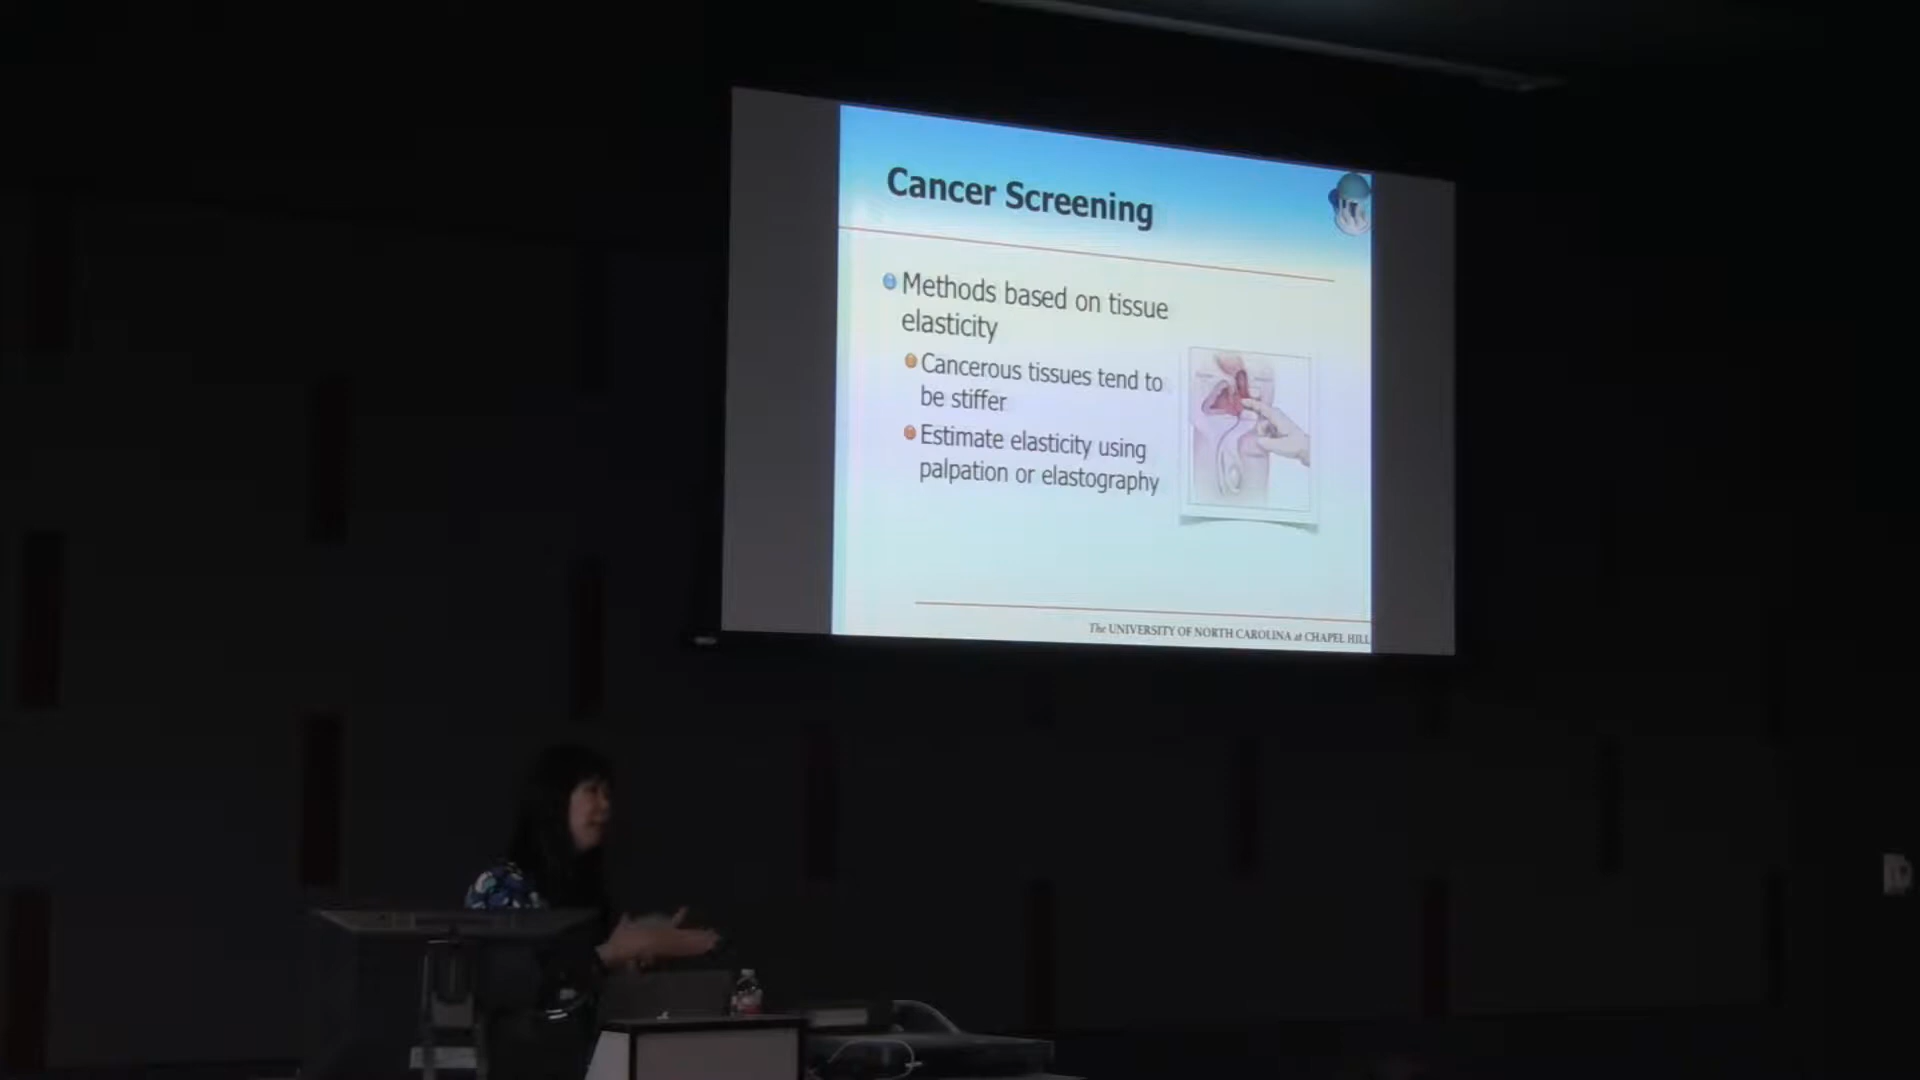 Cancer Screening
Methods based on tissue
elasticity
Cancerous tissues tend to
be stiffer
Estimate elasticity using
palpation or elastography
The UNIVERSITY OF NORTH CAROLINA at CHAPEL HILL